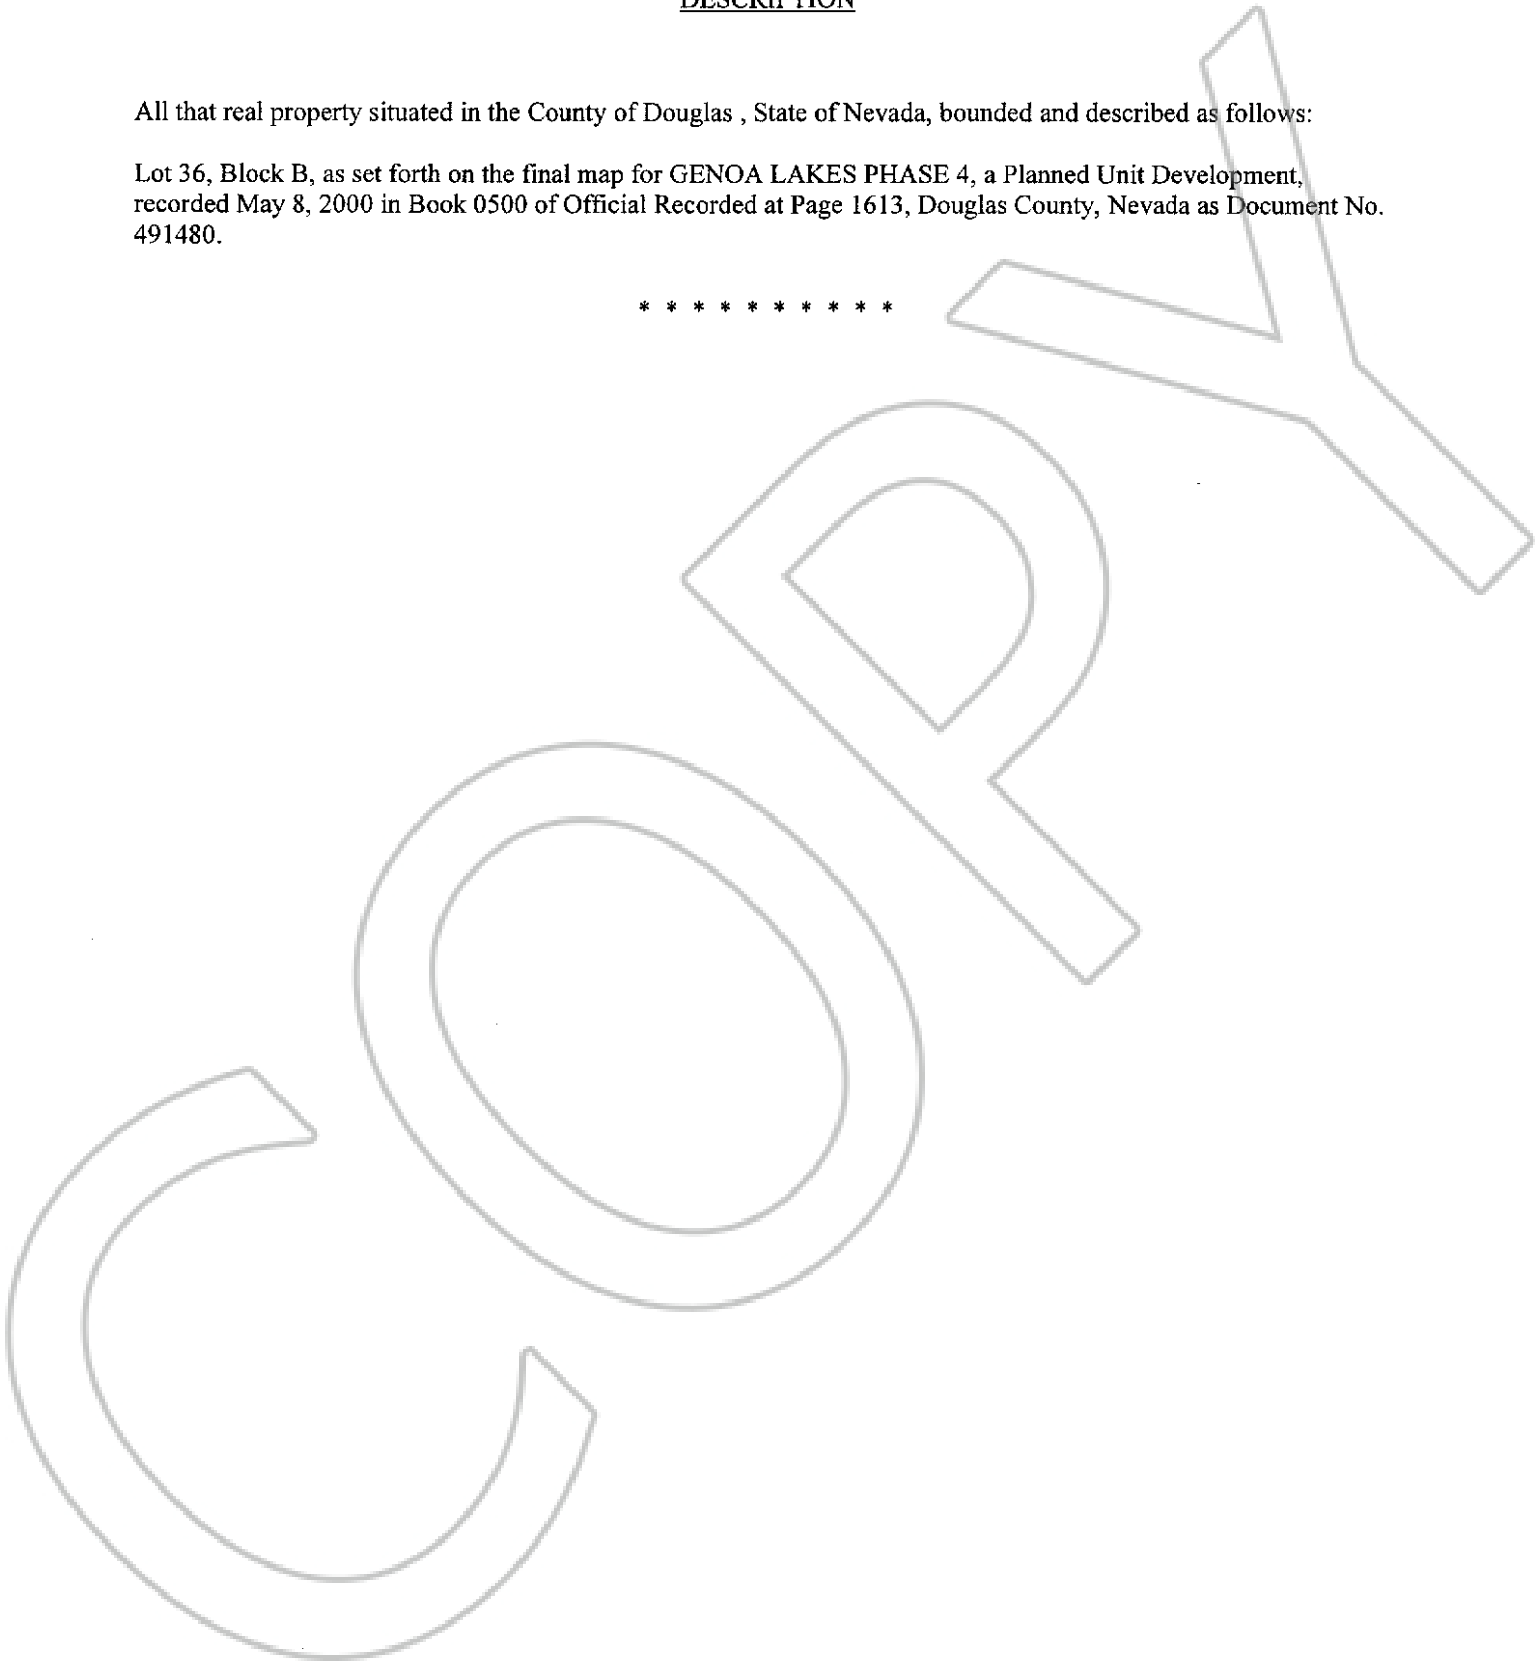 DESCRIPTION
All that real property situated in the County of Douglas , State of Nevada, bounded and described as follows:
Lot 36, Block B, as set forth on the final map for GENOA LAKES PHASE 4, a Planned Unit Development,
recorded May 8, 2000 in Book 0500 of Official Recorded at Page 1613, Douglas County, Nevada as Document No.
491480.
* * * * * * * * * *
COPY